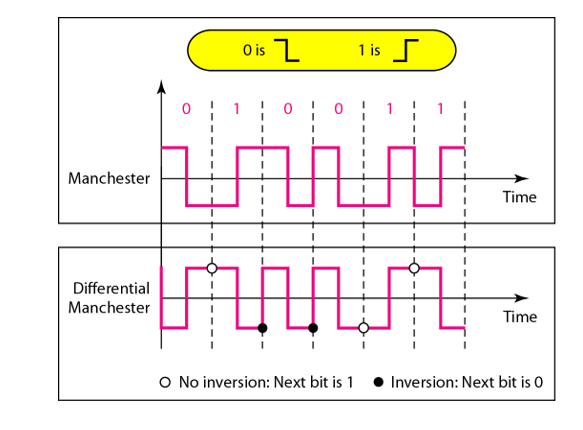 0 is 1 is
0 1 0 0 1 1
Manchester
Time
Differential
Manchester
Time
No inversion: Next bit is 1 Inversion: Next bit is 0